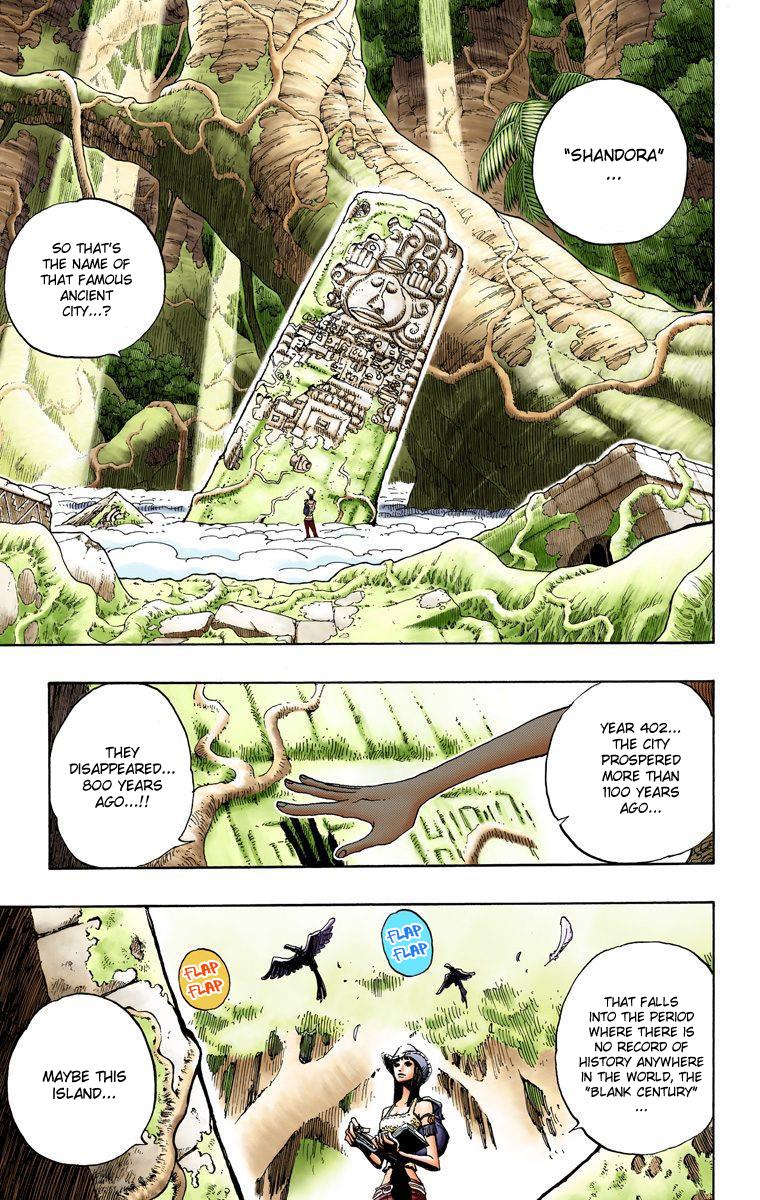 "SHANDORA"
...
SO THAT'S
THE NAME OF
THAT FAMOUS
ANCIENT
CITY...?
YEAR 402...
THE CITY
PROSPERED
MORE THAN
1100 YEARS
AGO...
THEY
DISAPPEARED...
800 YEARS
AGO...!!
THAT FALLS
INTO THE PERIOD
WHERE THERE IS
NO RECORD OF
HISTORY ANYWHERE
IN THE WORLD, THE
"BLANK CENTURY"
...
FLAP
FLAP
FLAP
FLAP
MAYBE THIS
ISLAND...